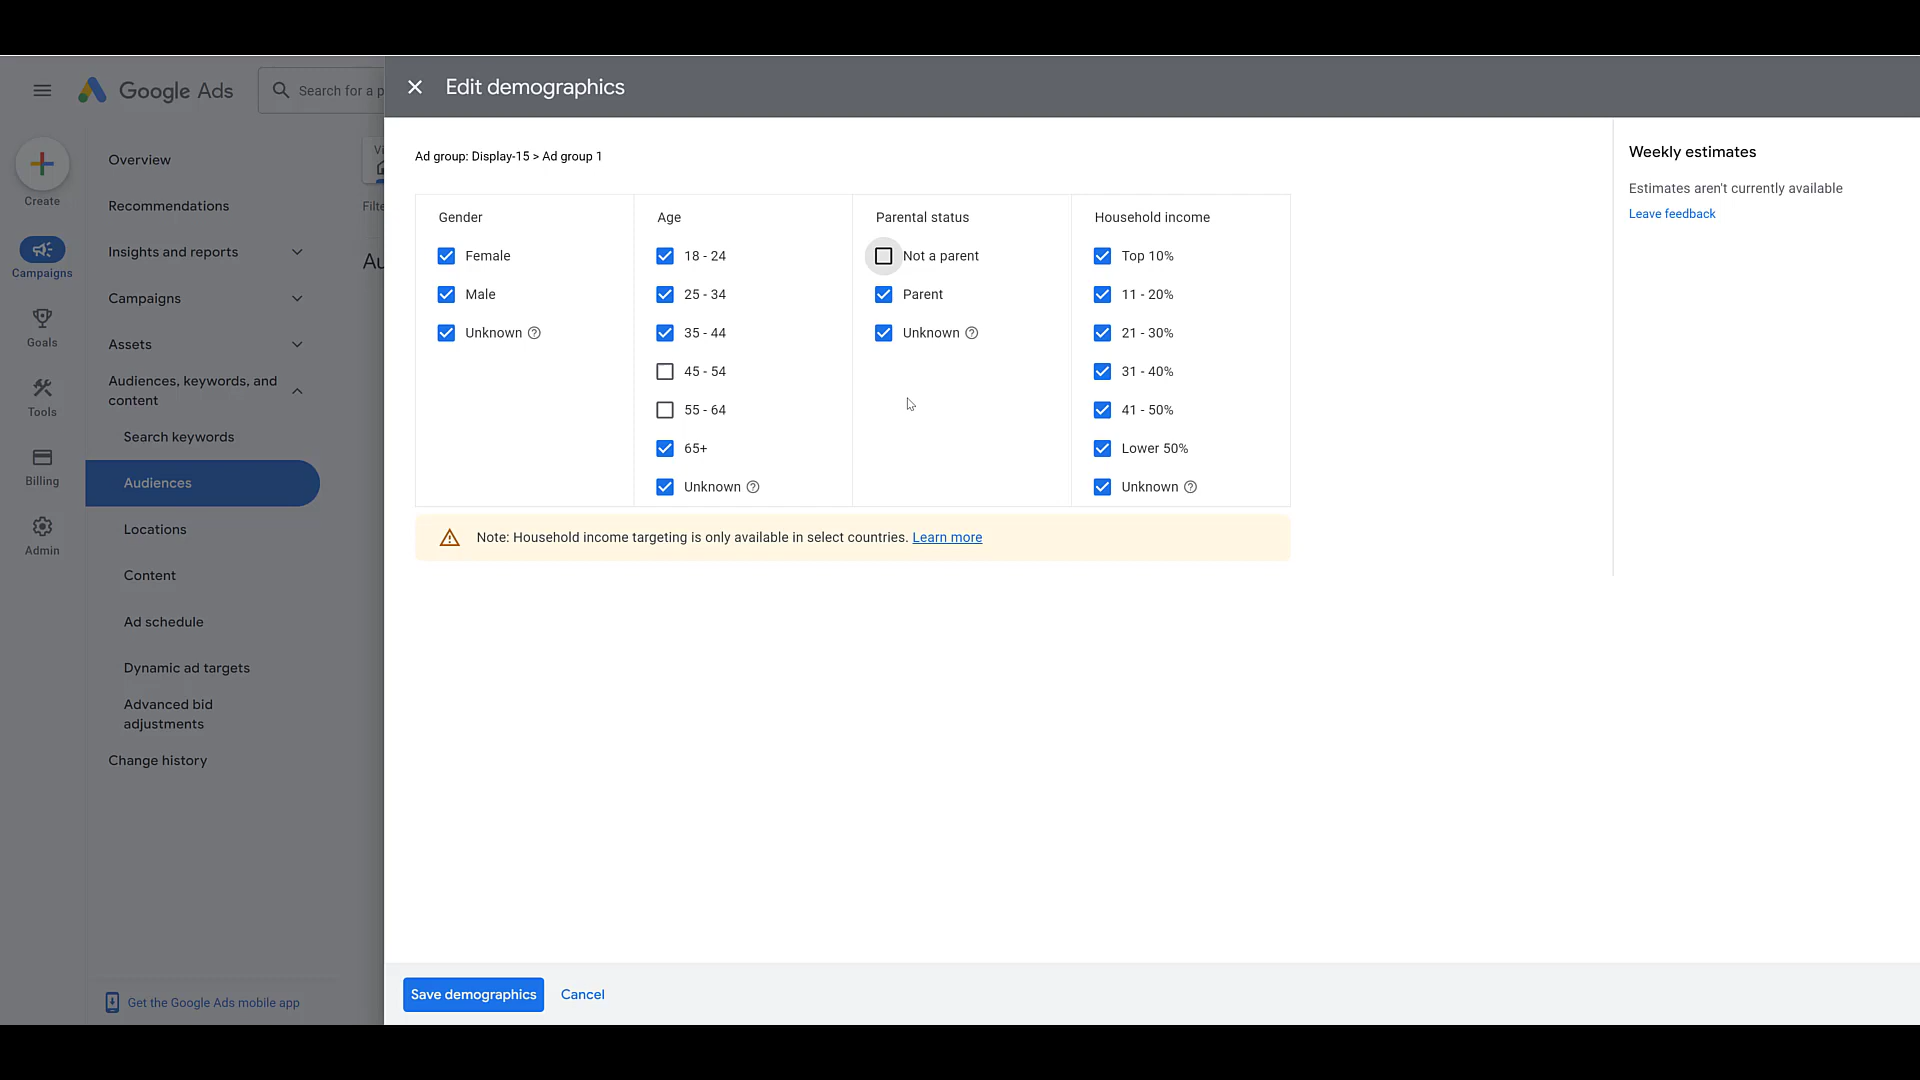 Google Ads
Search for a p
Edit demographics
Create
Campaigns
Goals
Tools
Billing
Admin
Overview
Recommendations
Insights and reports
Campaigns
Assets
Audiences, keywords, and
content
Search keywords
Audiences
Locations
Content
Ad schedule
Dynamic ad targets
Advanced bid
adjustments
Change history
Get the Google Ads mobile app
Vi
Filte
Au
Ad group: Display-15 > Ad group 1
Gender
Female
Male
Unknown
Age
18 - 24
25 - 34
35 - 44
45 - 54
55 - 64
65+
Unknown
Parental status
Not a parent
Parent
Unknown
Household income
Top 10%
11 - 20%
21 - 30%
31 - 40%
41 - 50%
Lower 50%
Unknown
Note: Household income targeting is only available in select countries. Learn more
Weekly estimates
Estimates aren't currently available
Leave feedback
Save demographics
Cancel